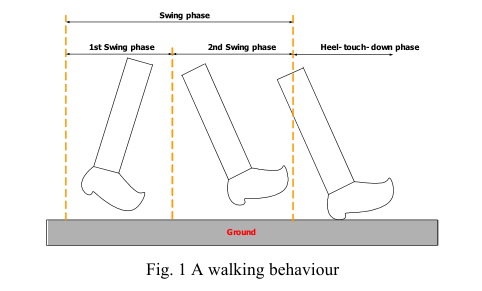 Swing phase
1st Swing phase
2nd Swing phase
Heel-touch-down phase
Ground
Fig. 1 A walking behaviour